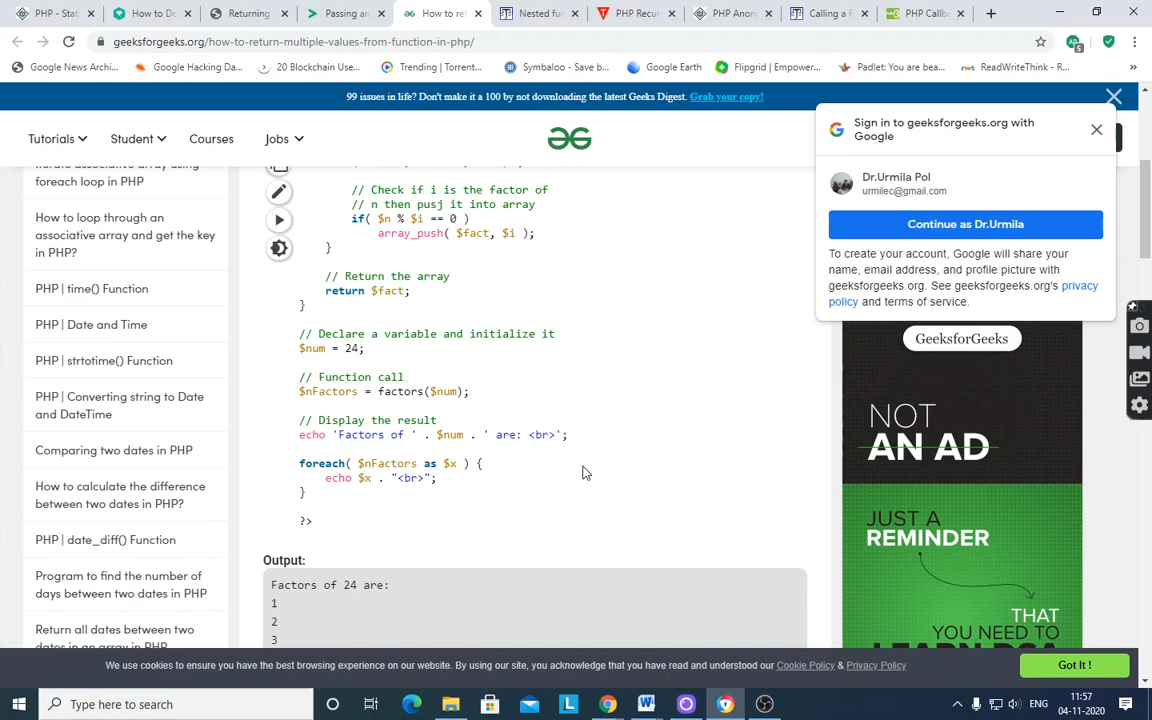 PHP - Stat
How to De
Returning
Passing an
How to ret
Nested fun
PHP Recur
PHP Anony
Calling a F
PHP Callba
geeksforgeeks.org/how-to-return-multiple-values-from-function-in-php/
Google News Archi...
Google Hacking Da...
20 Blockchain Use...
Trending | Torrent...
Symbaloo - Save b...
Google Earth
Flipgrid | Empower...
Padlet: You are bea...
rwt
ReadWriteThink - R...
99 issues in life? Don't make it a 100 by not downloading the latest Geeks Digest. Grab your copy!
Tutorials
Student
Courses
Jobs
Sign in to geeksforgeeks.org with
Google
Dr.Urmila Pol
urmilec@gmail.com
Continue as Dr.Urmila
To create your account, Google will share your
name, email address, and profile picture with
geeksforgeeks.org. See geeksforgeeks.org's privacy
policy and terms of service.
Iterate associative array using
foreach loop in PHP
How to loop through an
associative array and get the key
in PHP?
PHP | time() Function
PHP | Date and Time
PHP | strtotime() Function
PHP | Converting string to Date
and DateTime
Comparing two dates in PHP
How to calculate the difference
between two dates in PHP?
PHP | date_diff() Function
Program to find the number of
days between two dates in PHP
Return all dates between two
dates in an array in PHP
// Check if i is the factor of
// n then pusj it into array
if( $n % $i == 0 )
array_push( $fact, $i );
}
// Return the array
return $fact;
}
// Declare a variable and initialize it
$num = 24;
// Function call
$nFactors = factors($num);
// Display the result
echo 'Factors of ' . $num . ' are: <br>';
foreach( $nFactors as $x ) {
echo $x . "<br>";
}
?>
Output:
Factors of 24 are:
1
2
3
GeeksforGeeks
NOT
AN AD
JUST A
REMINDER
THAT
YOU NEED TO
LEARN DSA
We use cookies to ensure you have the best browsing experience on our website. By using our site, you acknowledge that you have read and understood our Cookie Policy & Privacy Policy
Got It !
Type here to search
ENG
11:57
04-11-2020